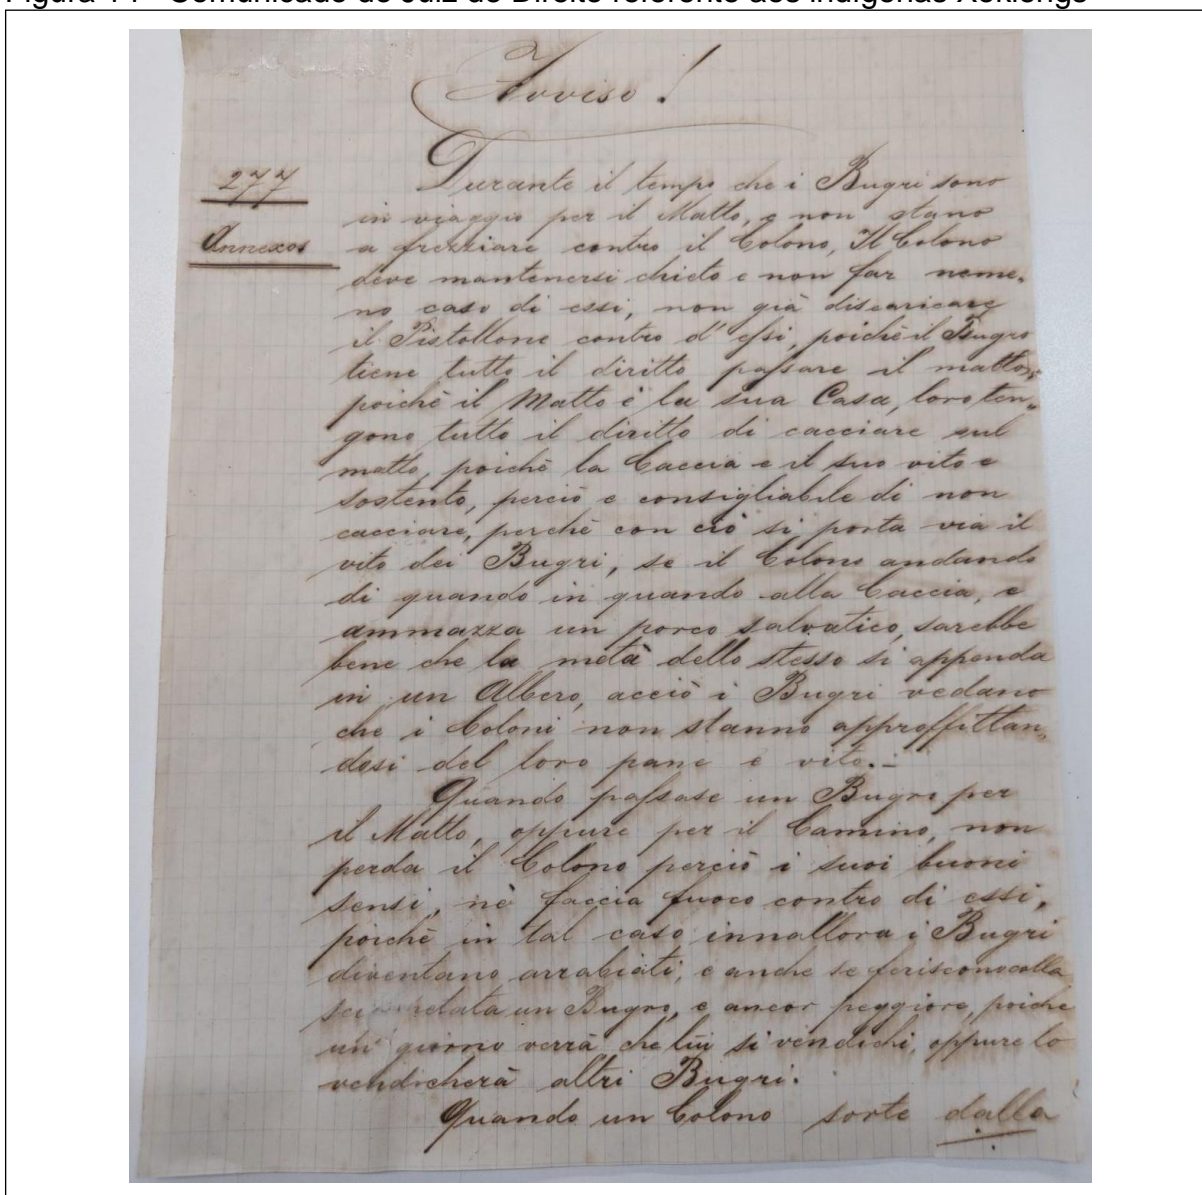 Figura 14 - Comunicado do Juiz de Direito referente aos indígenas Xoklengs
Avviso!
277
Annexos
Durante il tempo che i Bugri sono
in viaggio per il Matto, e non stano
a frezziare contro il Colono, Il Colono
deve mantenersi chieto e non far neme-
no caso di essi, non già discaricare
il Pistollone contro d'essi, poichè il Bugro
tiene tutto il diritto passare il matto,
poichè il Matto è la sua Casa, loro ten-
gono tutto il diritto di cacciare sul
matto, poichè la Caccia e il suo vito e
sostento, perciò e consigliabile di non
cacciare, perchè con ciò si porta via il
vito dei Bugri, se il Colono andando
di quando in quando alla Caccia, e
ammazza un porco salvatico, sarebbe
bene che la metà dello stesso si appenda
in un Albero, acciò i Bugri vedano
che i Coloni non stanno approffittan-
dosi del loro pane e vito.-
Quando passase un Bugro per
il Matto, oppure per il Camino, non
perda il Colono perciò i suoi buoni
sensi, nè faccia fuoco contro di essi,
poichè in tal caso innallora i Bugri
diventano arrabiati, e anche se feriscono colla
un Bugro, e ancor peggiore, poiche
un giorno verrà che lui si vendichi, oppure lo
vendicherà altri Bugri.
Quando un Colono sorte dalla